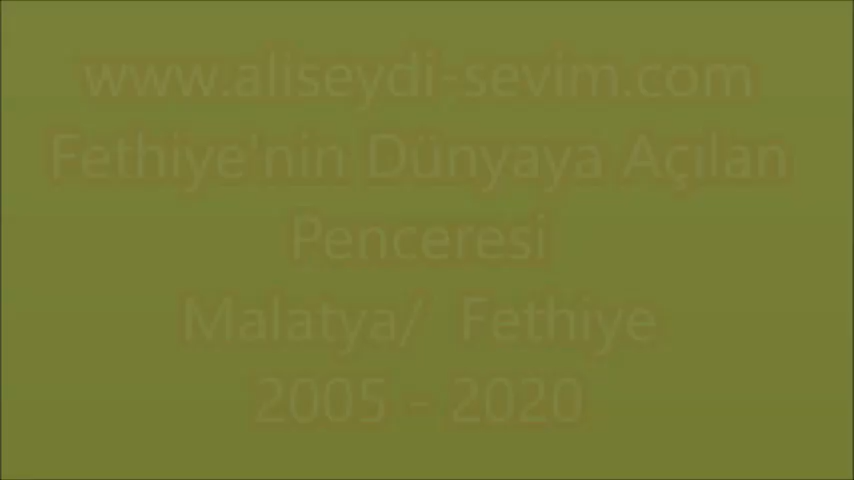 www.aliseydi-sevim.com
Fethiye'nin Dünyaya Açılan
Penceresi
Malatya/ Fethiye
2005 - 2020